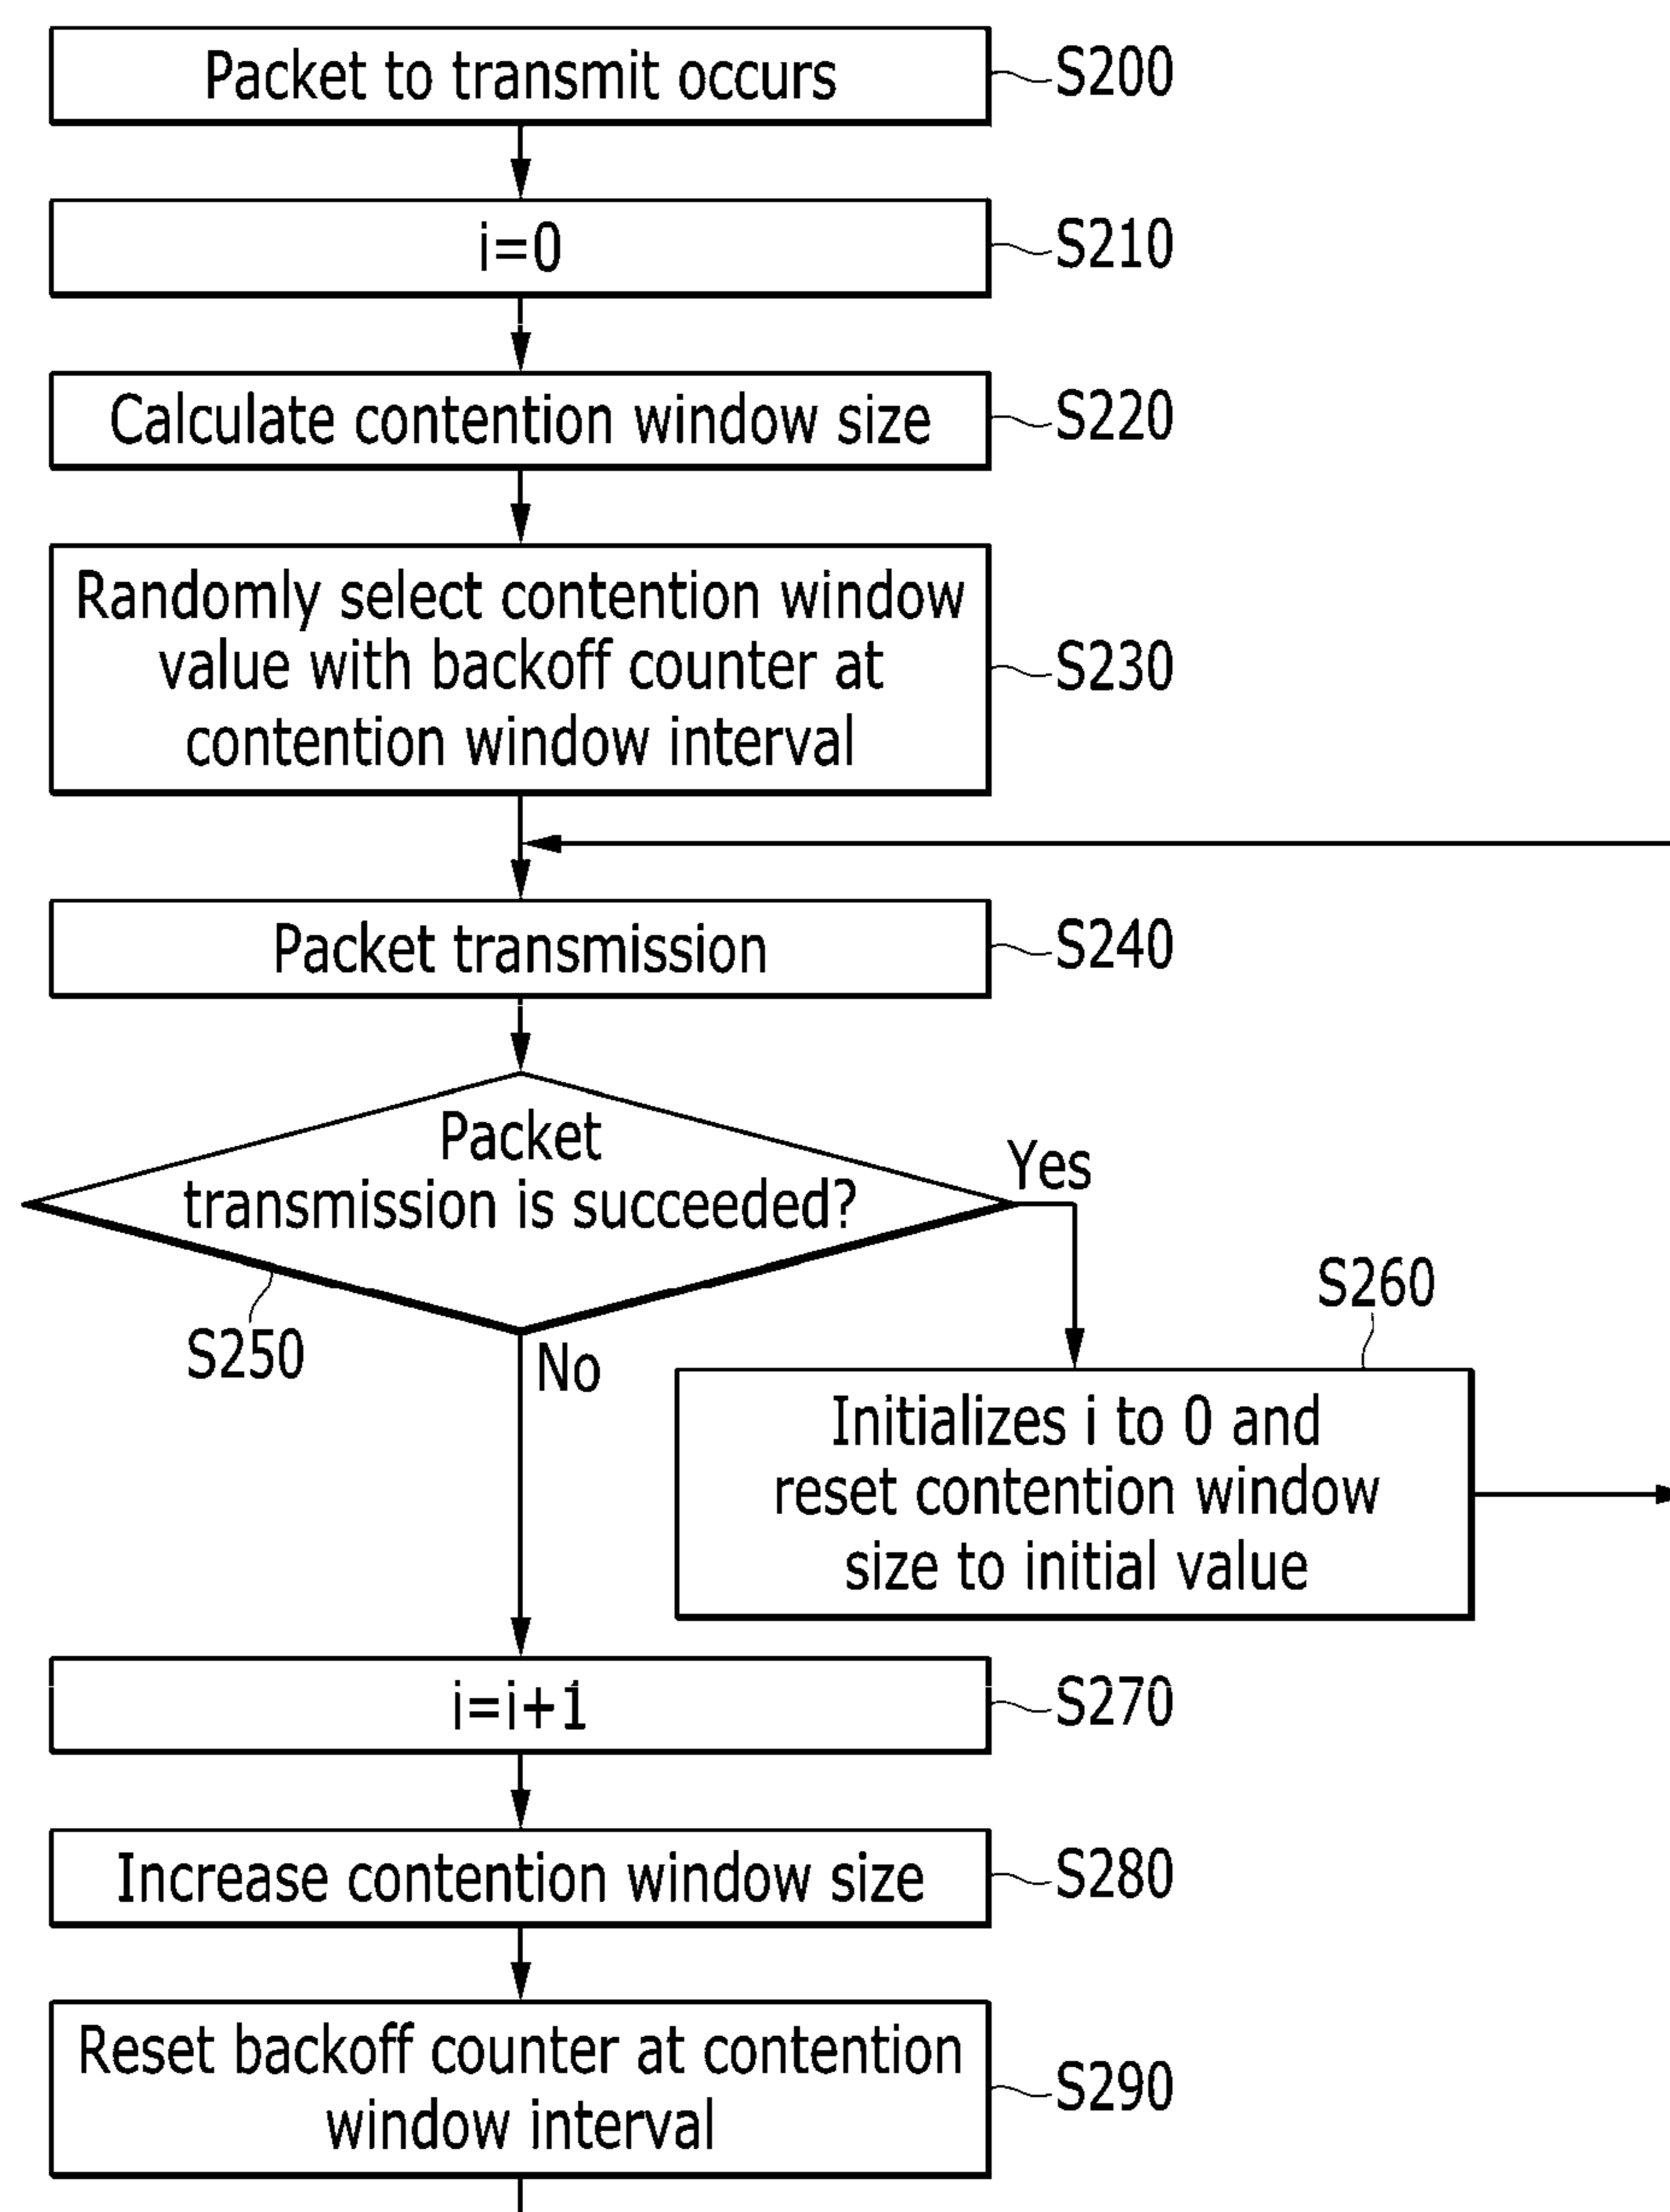 Packet to transmit occurs
S200
i=0
S210
Calculate contention window size
S220
Randomly select contention window
value with backoff counter at
contention window interval
S230
Packet transmission
S240
Packet
transmission is succeeded?
Yes
S250
No
S260
Initializes i to 0 and
reset contention window
size to initial value
i=i+1
S270
Increase contention window size
S280
Reset backoff counter at contention
window interval
S290